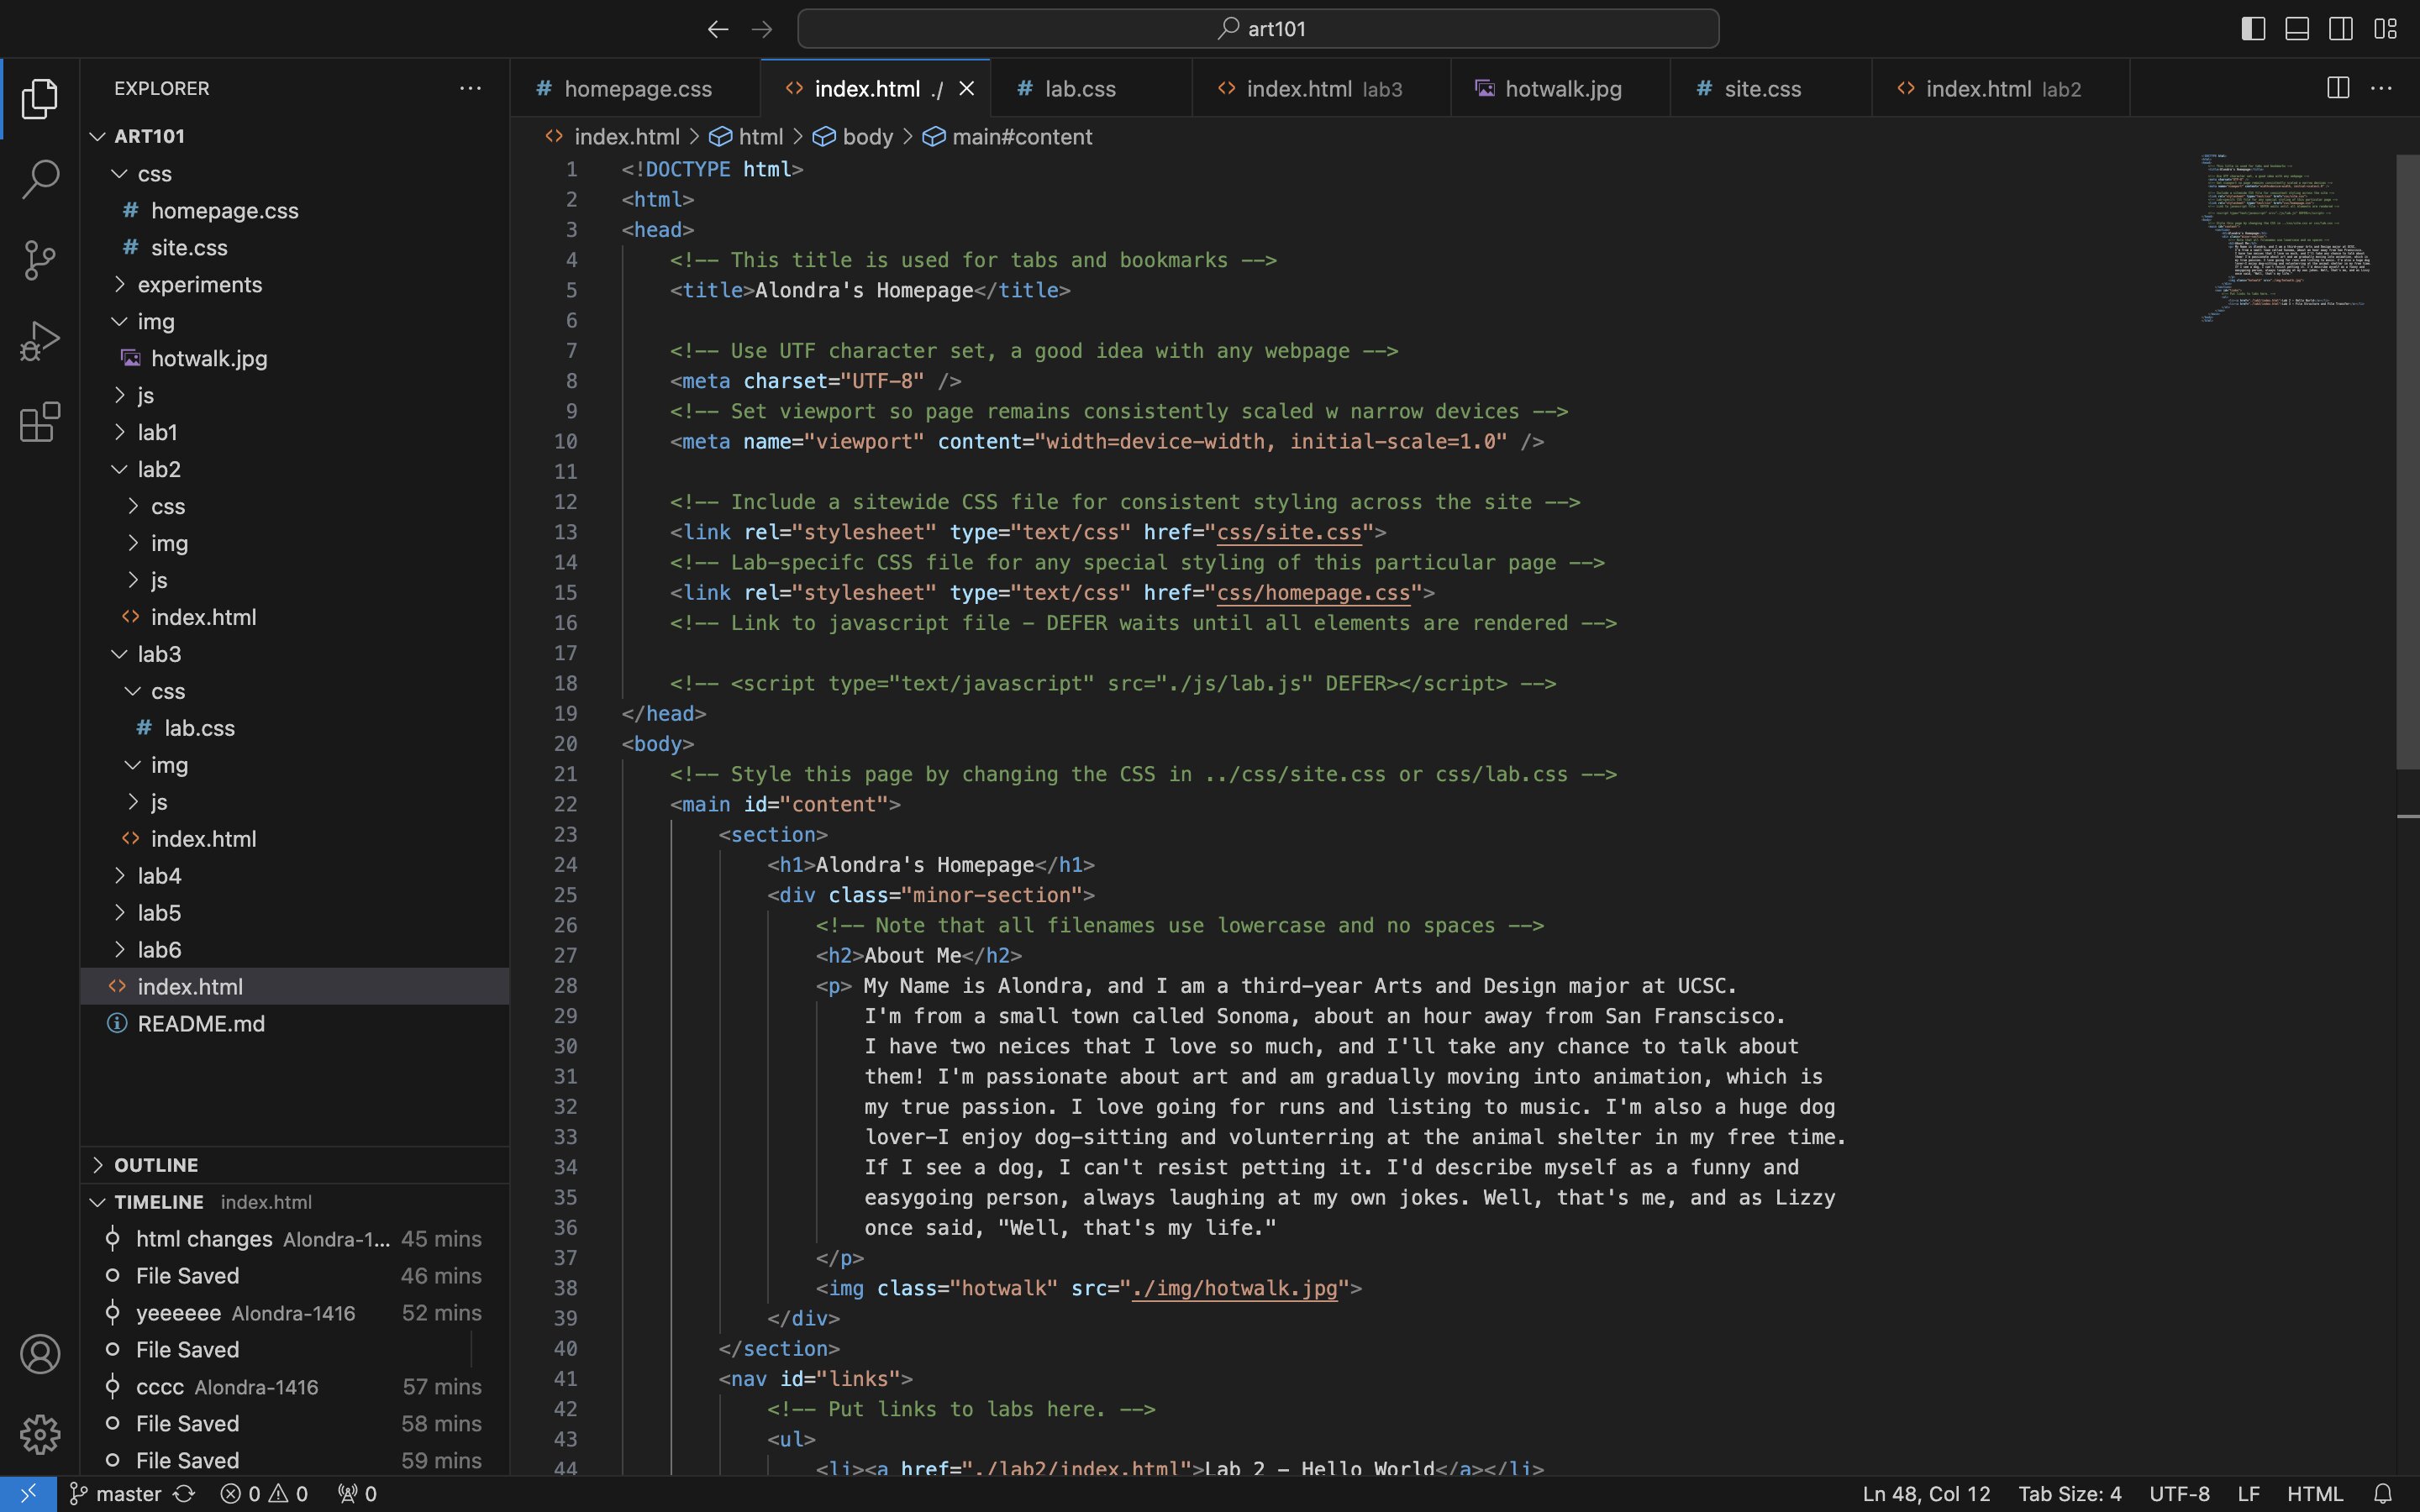 art101
EXPLORER
ART101
css
homepage.css
site.css
experiments
img
hotwalk.jpg
js
lab1
lab2
css
img
js
index.html
lab3
css
lab.css
img
js
index.html
lab4
lab5
lab6
index.html
README.md
OUTLINE
TIMELINE index.html
html changes Alondra-1... 45 mins
File Saved 46 mins
yeeeeee Alondra-1416 52 mins
File Saved
cccc Alondra-1416 57 mins
File Saved 58 mins
File Saved 59 mins
homepage.css index.html ./ lab.css index.html lab3 hotwalk.jpg site.css index.html lab2
index.html > html > body > main#content
1 <!DOCTYPE html>
2 <html>
3 <head>
4 <!-- This title is used for tabs and bookmarks -->
5 <title>Alondra's Homepage</title>
6
7 <!-- Use UTF character set, a good idea with any webpage -->
8 <meta charset="UTF-8" />
9 <!-- Set viewport so page remains consistently scaled w narrow devices -->
10 <meta name="viewport" content="width=device-width, initial-scale=1.0" />
11
12 <!-- Include a sitewide CSS file for consistent styling across the site -->
13 <link rel="stylesheet" type="text/css" href="css/site.css">
14 <!-- Lab-specifc CSS file for any special styling of this particular page -->
15 <link rel="stylesheet" type="text/css" href="css/homepage.css">
16 <!-- Link to javascript file - DEFER waits until all elements are rendered -->
17
18 <!-- <script type="text/javascript" src="./js/lab.js" DEFER></script> -->
19 </head>
20 <body>
21 <!-- Style this page by changing the CSS in ../css/site.css or css/lab.css -->
22 <main id="content">
23 <section>
24 <h1>Alondra's Homepage</h1>
25 <div class="minor-section">
26 <!-- Note that all filenames use lowercase and no spaces -->
27 <h2>About Me</h2>
28 <p> My Name is Alondra, and I am a third-year Arts and Design major at UCSC.
29 I'm from a small town called Sonoma, about an hour away from San Franscisco.
30 I have two neices that I love so much, and I'll take any chance to talk about
31 them! I'm passionate about art and am gradually moving into animation, which is
32 my true passion. I love going for runs and listing to music. I'm also a huge dog
33 lover-I enjoy dog-sitting and volunterring at the animal shelter in my free time.
34 If I see a dog, I can't resist petting it. I'd describe myself as a funny and
35 easygoing person, always laughing at my own jokes. Well, that's me, and as Lizzy
36 once said, "Well, that's my life."
37 </p>
38 <img class="hotwalk" src="./img/hotwalk.jpg">
39 </div>
40 </section>
41 <nav id="links">
42 <!-- Put links to labs here. -->
43 <ul>
44 <li><a href="./lab2/index.html">Lab 2 - Hello World</a></li>
master 0 0 0 Ln 48, Col 12 Tab Size: 4 UTF-8 LF HTML